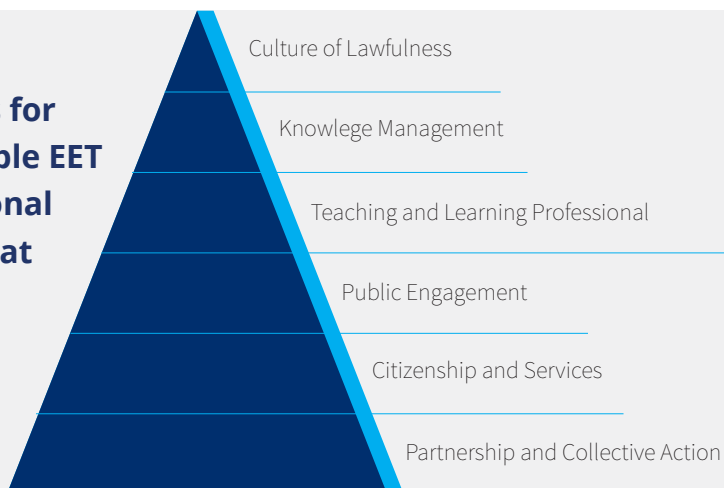 for
ple EET
onal
at
Culture of Lawfulness
Knowlege Management
Teaching and Learning Professional
Public Engagement
Citizenship and Services
Partnership and Collective Action